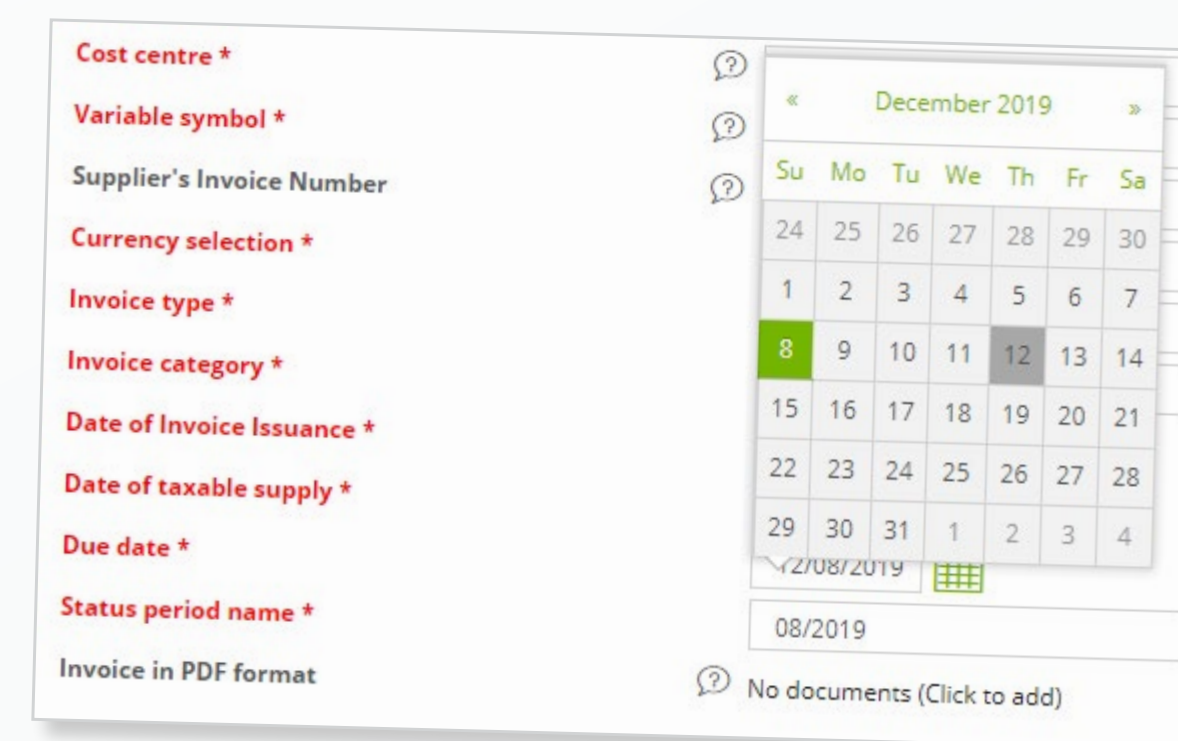 Cost centre *
Variable symbol *
Supplier's Invoice Number
Currency selection *
Invoice type *
Invoice category *
Date of Invoice Issuance *
Date of taxable supply *
Due date *
Status period name *
Invoice in PDF format
« December 2019 »
Su Mo Tu We Th Fr Sa
24 25 26 27 28 29 30
1 2 3 4 5 6 7
8 9 10 11 12 13 14
15 16 17 18 19 20 21
22 23 24 25 26 27 28
29 30 31 1 2 3 4
12/08/2019
08/2019
No documents (Click to add)